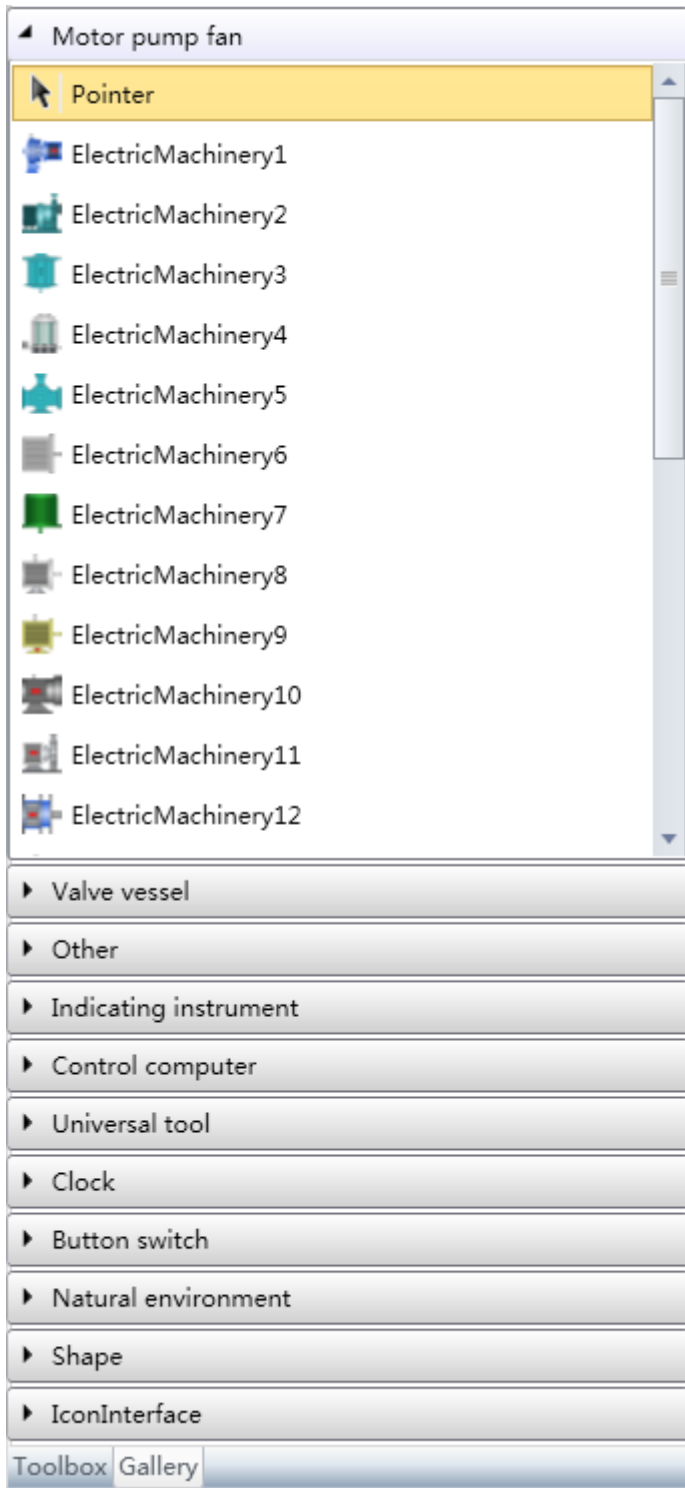 Motor pump fan
Pointer
ElectricMachinery1
ElectricMachinery2
ElectricMachinery3
ElectricMachinery4
ElectricMachinery5
ElectricMachinery6
ElectricMachinery7
ElectricMachinery8
ElectricMachinery9
ElectricMachinery10
ElectricMachinery11
ElectricMachinery12
Valve vessel
Other
Indicating instrument
Control computer
Universal tool
Clock
Button switch
Natural environment
Shape
IconInterface
Toolbox Gallery